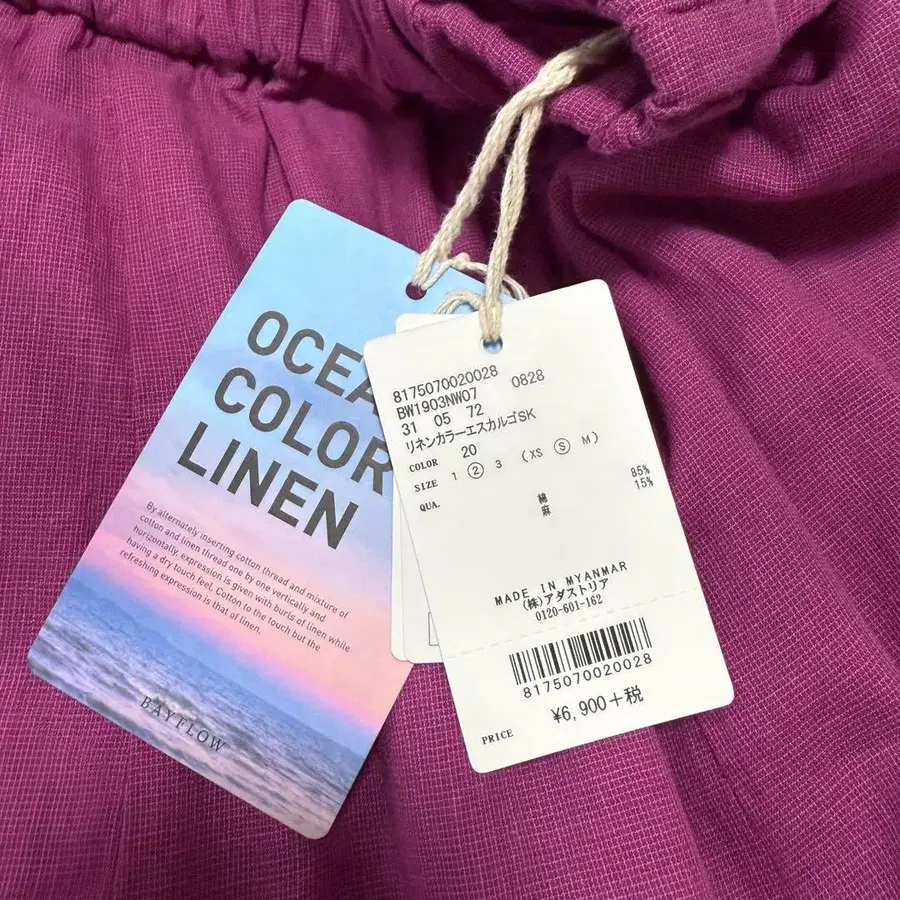 OCEA
COLOR
LINEN
By alternately inserting cotton thread and mixture of
cotton and linen thread one by one vertically and
horizontally, expression is given with burls of linen while
having a dry touch feel. Cotton to the touch but the
refreshing expression is that of linen.
BAYFLOW
8175070020028
BW1903NW07 0828
31 05 72
リネンカラーエスカルゴSK
COLOR 20
SIZE 1 2 3 (XS S M)
QUA.
綿 85%
麻 15%
MADE IN MYANMAR
(株)アダストリア
0120-601-162
8175070020028
PRICE ¥6,900+税